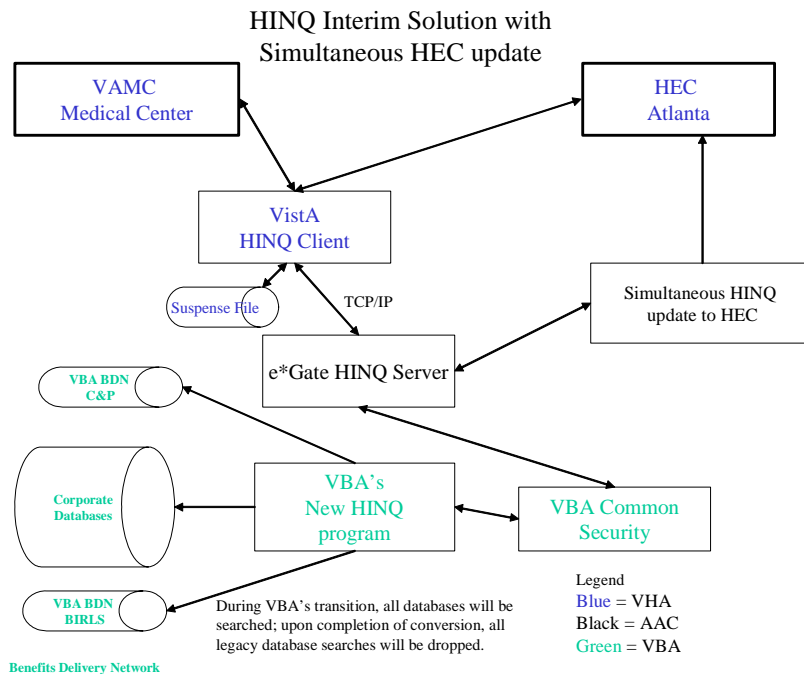 HINQ Interim Solution with
Simultaneous HEC update
VAMC
Medical Center
HEC
Atlanta
VistA
HINQ Client
Suspense File
TCP/IP
Simultaneous HINQ
update to HEC
e*Gate HINQ Server
VBA BDN
C&P
Corporate
Databases
VBA's
New HINQ
program
VBA Common
Security
VBA BDN
BIRLS
During VBA's transition, all databases will be
searched; upon completion of conversion, all
legacy database searches will be dropped.
Legend
Blue = VHA
Black = AAC
Green = VBA
Benefits Delivery Network